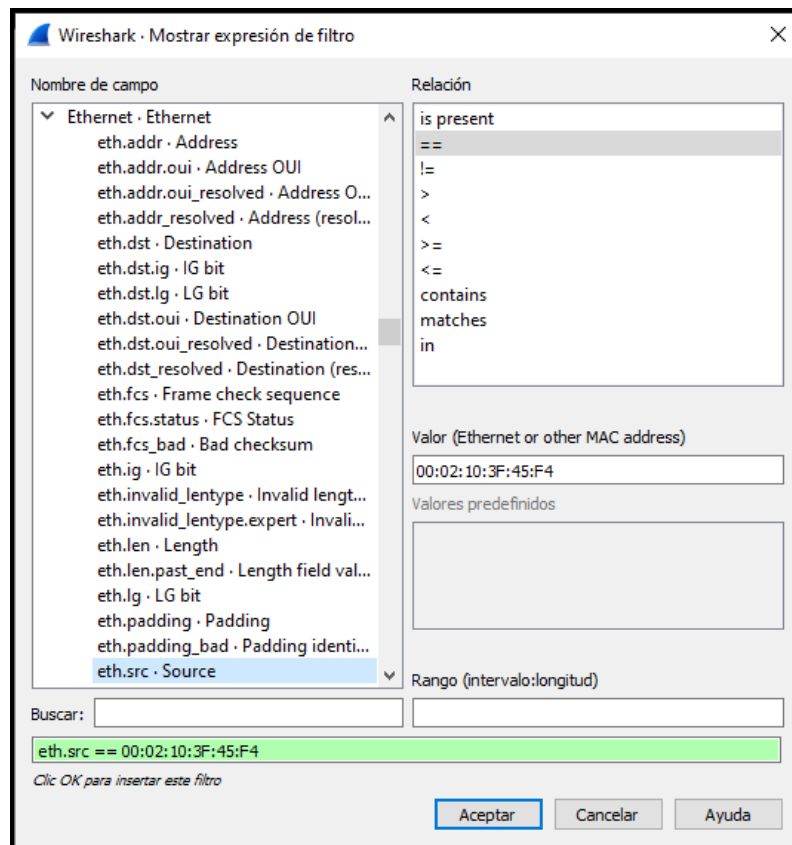 Wireshark · Mostrar expresión de filtro
Nombre de campo
Ethernet · Ethernet
eth.addr · Address
eth.addr.oui · Address OUI
eth.addr.oui_resolved · Address O...
eth.addr_resolved · Address (resol...
eth.dst · Destination
eth.dst.ig · IG bit
eth.dst.lg · LG bit
eth.dst.oui · Destination OUI
eth.dst.oui_resolved · Destination...
eth.dst_resolved · Destination (res...
eth.fcs · Frame check sequence
eth.fcs.status · FCS Status
eth.fcs_bad · Bad checksum
eth.ig · IG bit
eth.invalid_lentype · Invalid lengt...
eth.invalid_lentype.expert · Invali...
eth.len · Length
eth.len.past_end · Length field val...
eth.lg · LG bit
eth.padding · Padding
eth.padding_bad · Padding identi...
eth.src · Source
Buscar:
Relación
is present
==
!=
>
<
>=
<=
contains
matches
in
Valor (Ethernet or other MAC address)
00:02:10:3F:45:F4
Valores predefinidos
Rango (intervalo:longitud)
eth.src == 00:02:10:3F:45:F4
Clic OK para insertar este filtro
Aceptar
Cancelar
Ayuda